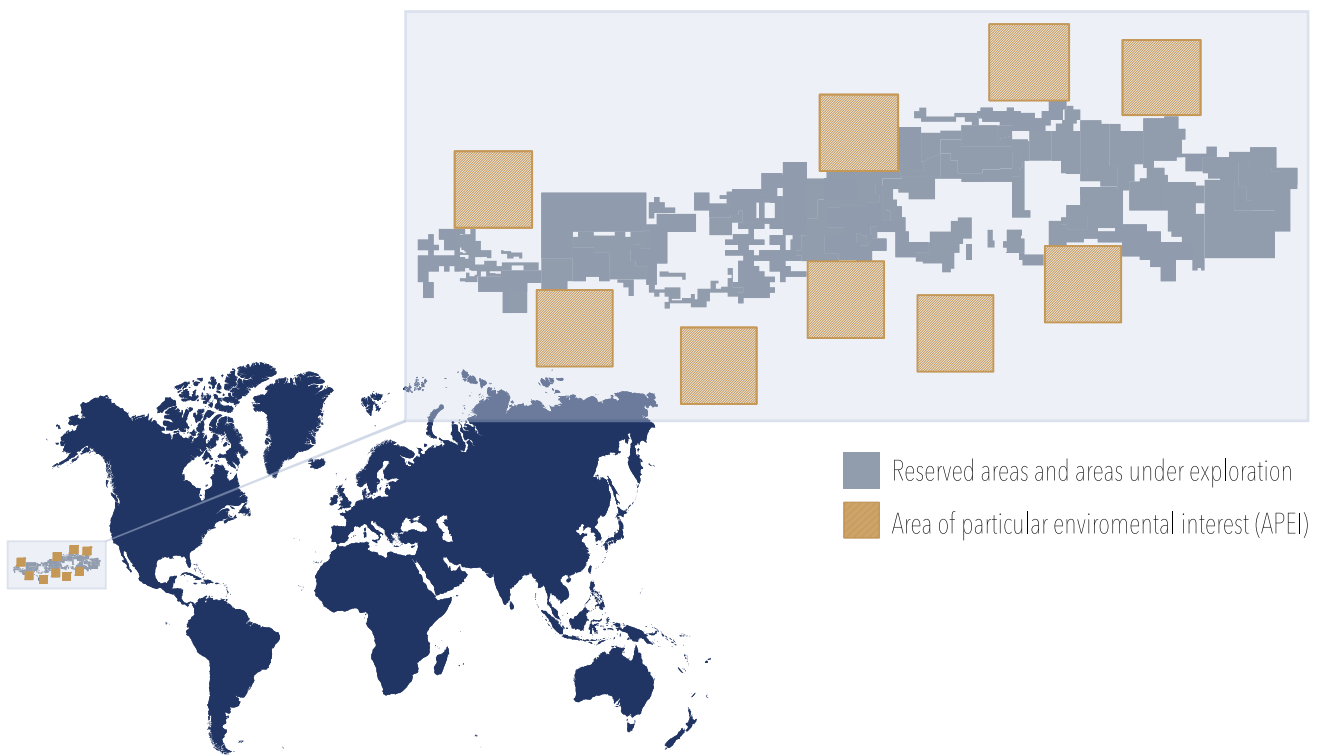 Reserved areas and areas under exploration
Area of particular enviromental interest (APEI)